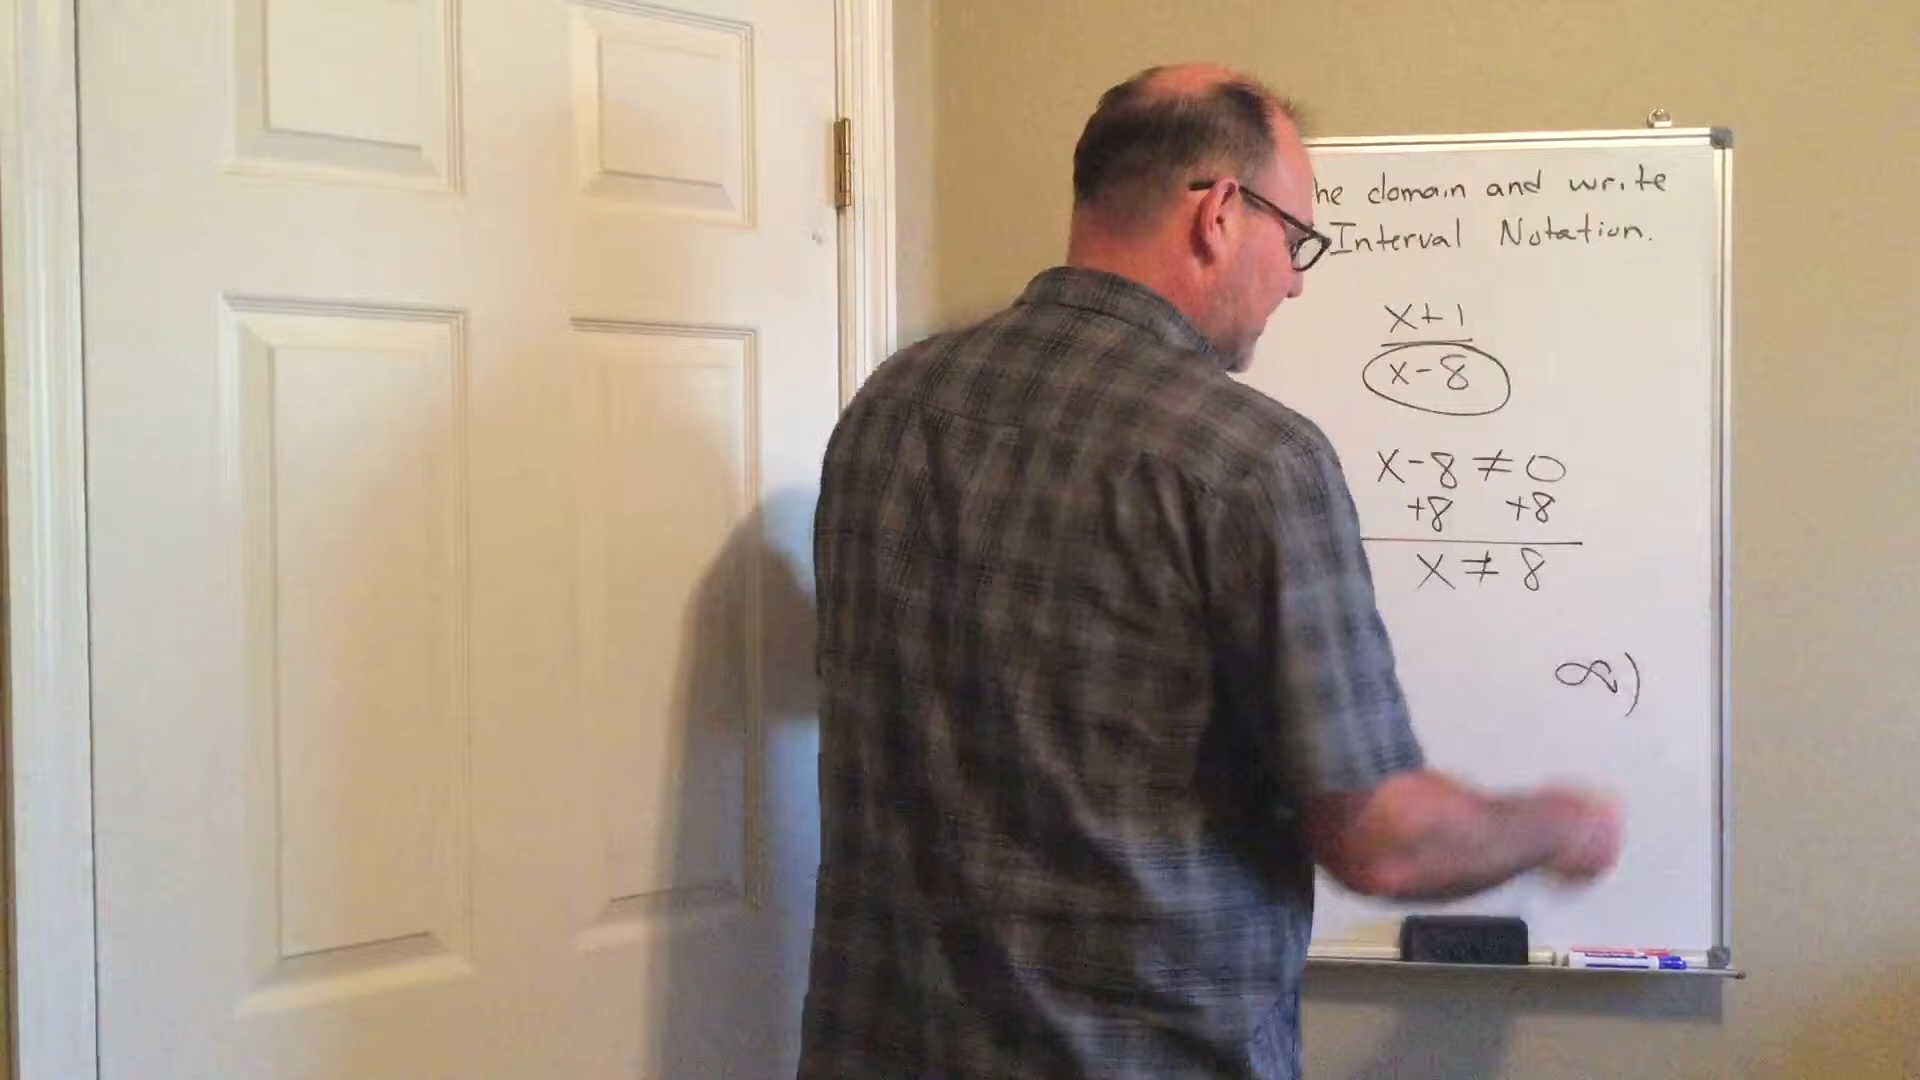 he domain and write
Interval Notation.
x+1
x-8
x-8 ≠ 0
+8 +8
x ≠ 8
∞)